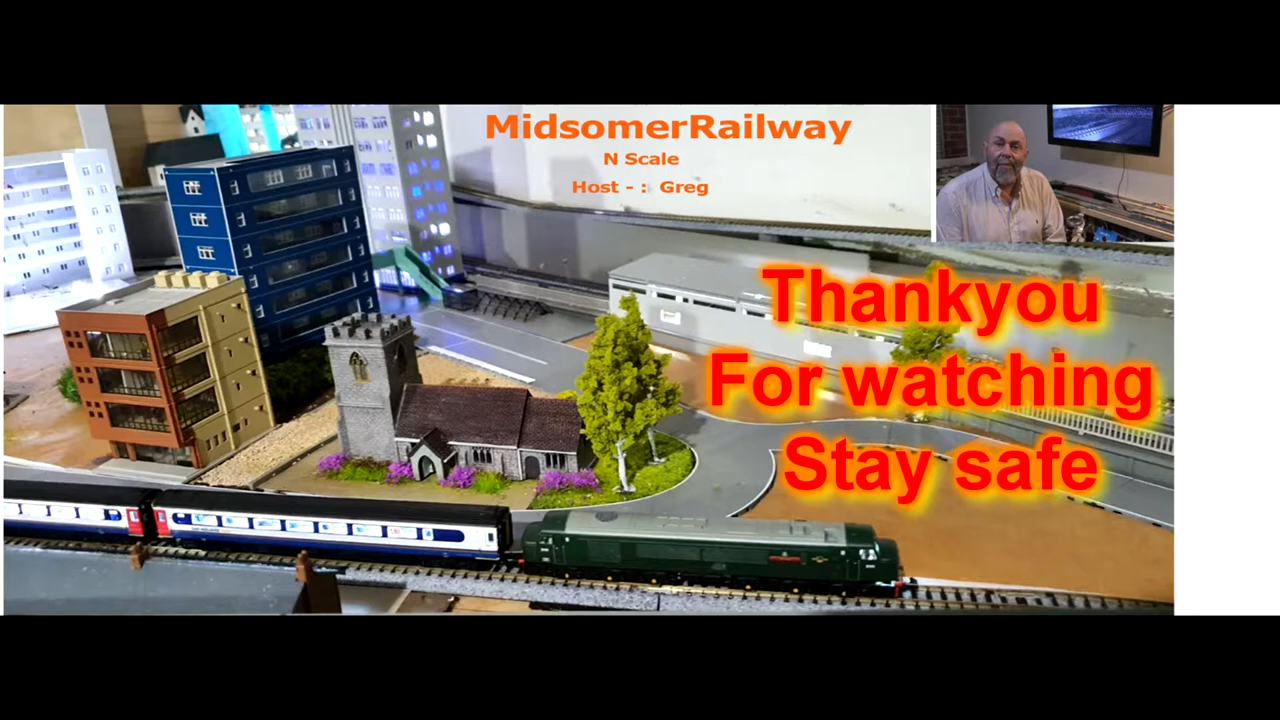 MidsomerRailway
N Scale
Host - : Greg
Thankyou
For watching
Stay safe